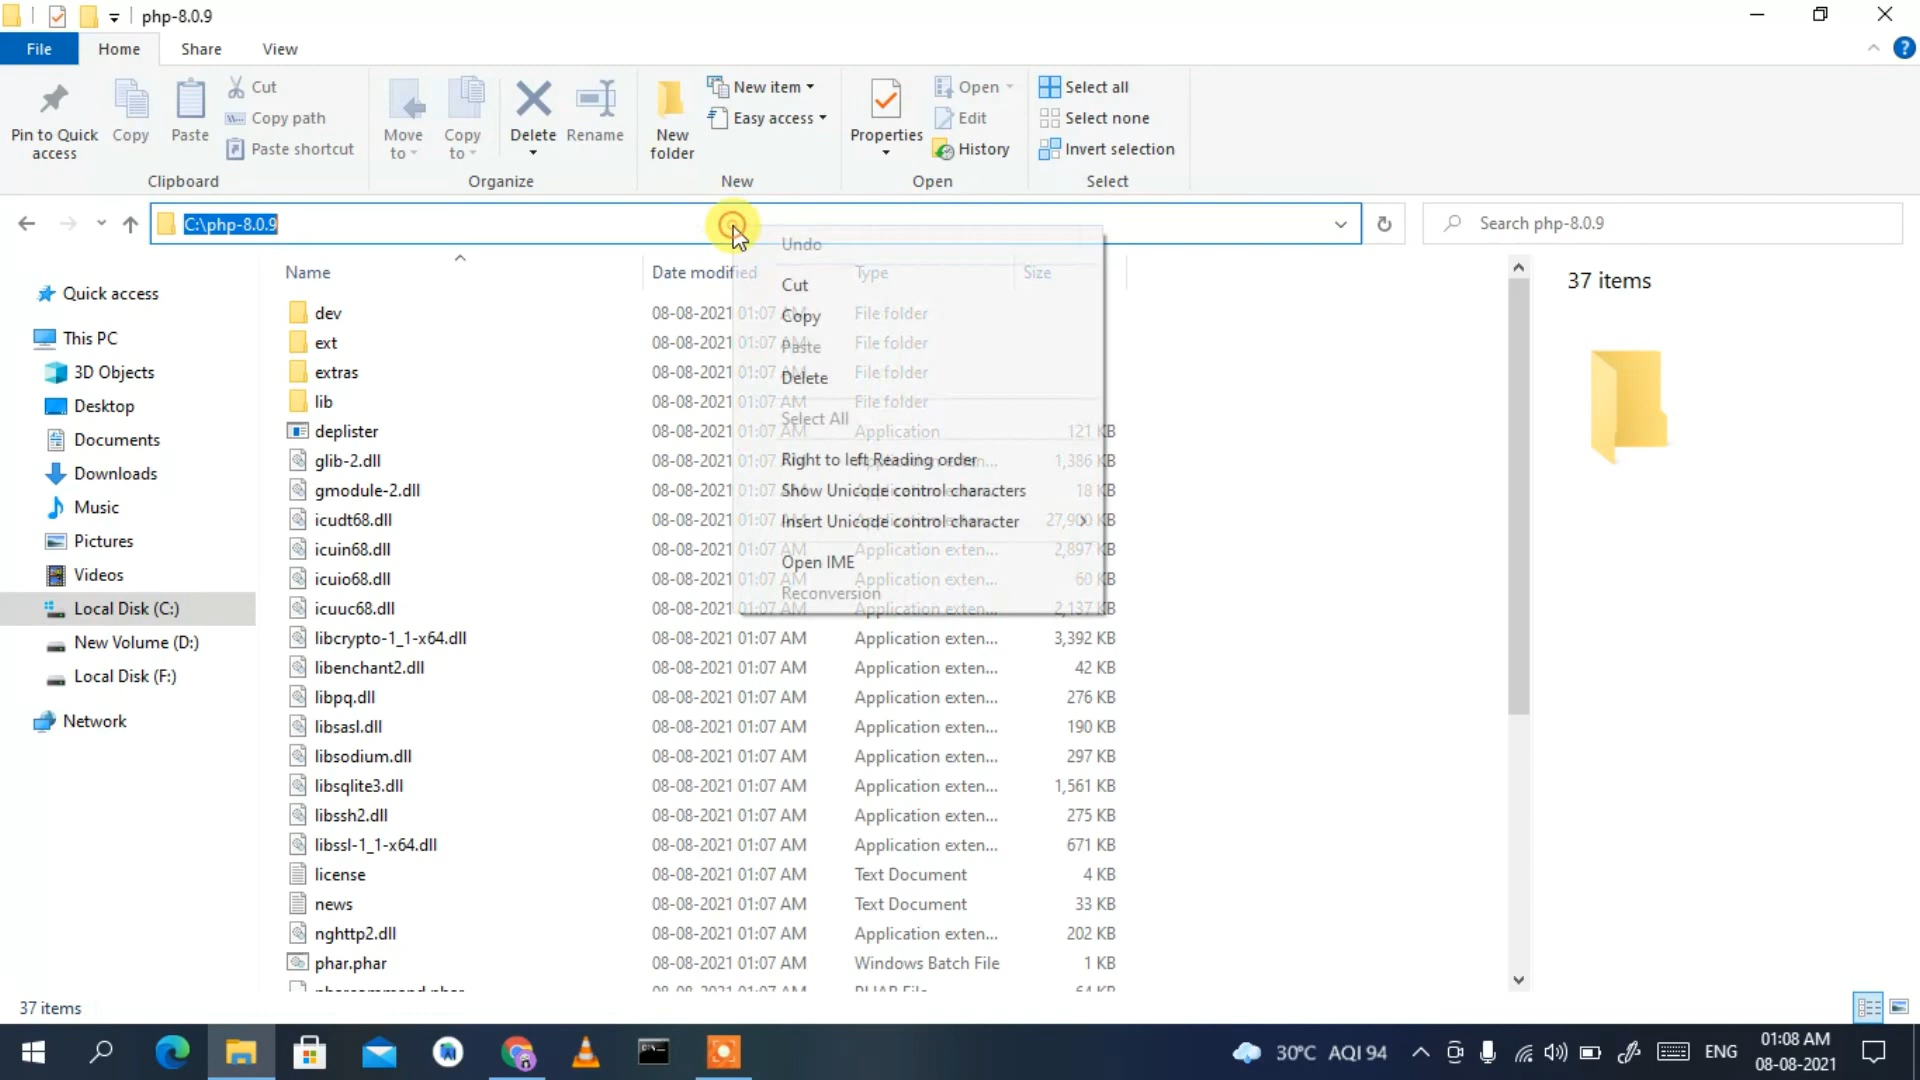 php-8.0.9
File Home Share View
Pin to Quick access
Copy
Paste
Cut
Copy path
Paste shortcut
Clipboard
Move to
Copy to
Delete
Rename
Organize
New folder
New item
Easy access
New
Properties
Open
Edit
History
Open
Select all
Select none
Invert selection
Select
C:\php-8.0.9
Search php-8.0.9
Quick access
This PC
3D Objects
Desktop
Documents
Downloads
Music
Pictures
Videos
Local Disk (C:)
New Volume (D:)
Local Disk (F:)
Network
Name Date modified Type Size
dev 08-08-2021 01:07 AM File folder
ext 08-08-2021 01:07 AM File folder
extras 08-08-2021 01:07 AM File folder
lib 08-08-2021 01:07 AM File folder
deplister 08-08-2021 01:07 AM Application 121 KB
glib-2.dll 08-08-2021 01:07 AM Application exten... 1,386 KB
gmodule-2.dll 08-08-2021 01:07 AM Application exten... 18 KB
icudt68.dll 08-08-2021 01:07 AM Application exten... 27,900 KB
icuin68.dll 08-08-2021 01:07 AM Application exten... 2,897 KB
icuio68.dll 08-08-2021 01:07 AM Application exten... 60 KB
icuuc68.dll 08-08-2021 01:07 AM Application exten... 2,137 KB
libcrypto-1_1-x64.dll 08-08-2021 01:07 AM Application exten... 3,392 KB
libenchant2.dll 08-08-2021 01:07 AM Application exten... 42 KB
libpq.dll 08-08-2021 01:07 AM Application exten... 276 KB
libsasl.dll 08-08-2021 01:07 AM Application exten... 190 KB
libsodium.dll 08-08-2021 01:07 AM Application exten... 297 KB
libsqlite3.dll 08-08-2021 01:07 AM Application exten... 1,561 KB
libssh2.dll 08-08-2021 01:07 AM Application exten... 275 KB
libssl-1_1-x64.dll 08-08-2021 01:07 AM Application exten... 671 KB
license 08-08-2021 01:07 AM Text Document 4 KB
news 08-08-2021 01:07 AM Text Document 33 KB
nghttp2.dll 08-08-2021 01:07 AM Application exten... 202 KB
phar.phar 08-08-2021 01:07 AM Windows Batch File 1 KB
Undo
Cut
Copy
Paste
Delete
Select All
Right to left Reading order
Show Unicode control characters
Insert Unicode control character
Open IME
Reconversion
37 items
37 items
30°C AQI 94
ENG
01:08 AM
08-08-2021